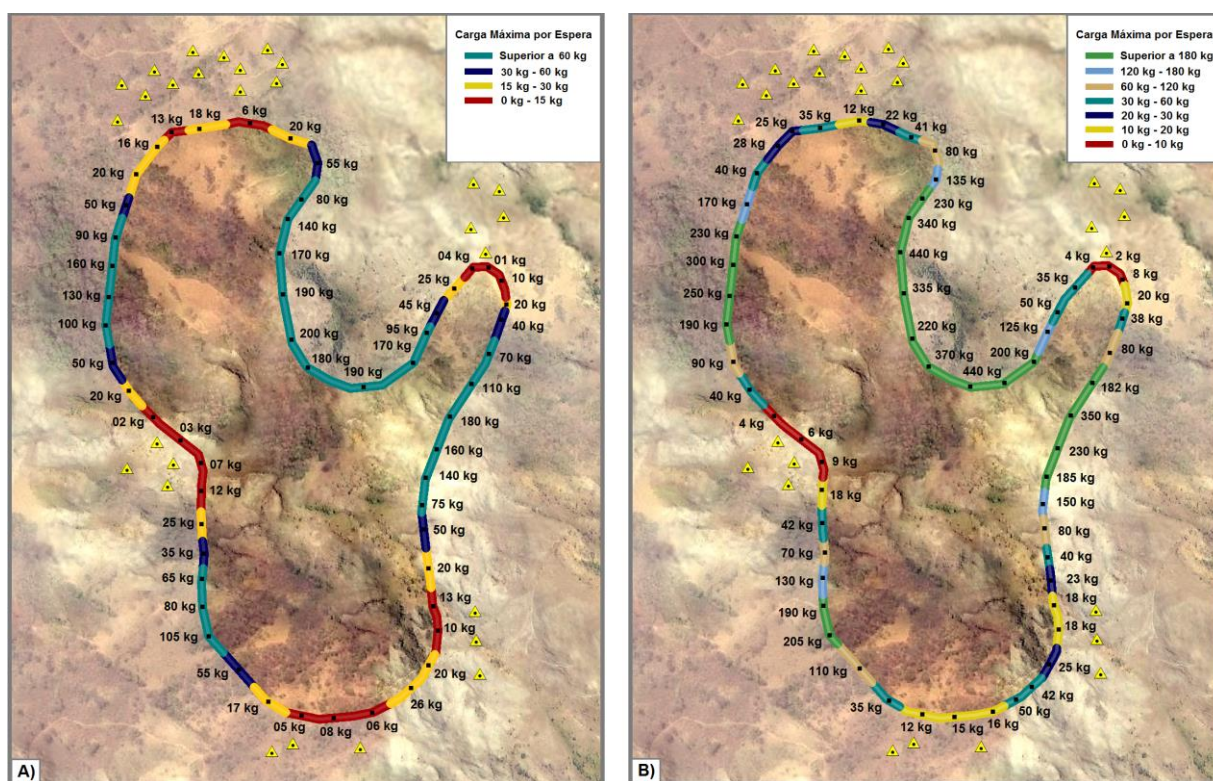 Carga Máxima por Espera
Superior a 60 kg
30 kg - 60 kg
15 kg - 30 kg
0 kg - 15 kg
6 kg
18 kg
13 kg
20 kg
16 kg
55 kg
20 kg
80 kg
50 kg
140 kg
90 kg
170 kg
04 kg
01 kg
160 kg
25 kg
10 kg
130 kg
190 kg
45 kg
20 kg
100 kg
95 kg
40 kg
200 kg
170 kg
50 kg
180 kg
190 kg
70 kg
20 kg
110 kg
02 kg
180 kg
03 kg
160 kg
07 kg
140 kg
12 kg
75 kg
25 kg
50 kg
35 kg
20 kg
65 kg
13 kg
80 kg
10 kg
105 kg
55 kg
20 kg
17 kg
26 kg
05 kg
08 kg
06 kg
A)
Carga Máxima por Espera
Superior a 180 kg
120 kg - 180 kg
60 kg - 120 kg
30 kg - 60 kg
20 kg - 30 kg
10 kg - 20 kg
0 kg - 10 kg
12 kg
35 kg
22 kg
25 kg
41 kg
28 kg
80 kg
40 kg
135 kg
170 kg
230 kg
340 kg
230 kg
440 kg
4 kg
2 kg
300 kg
35 kg
8 kg
335 kg
250 kg
50 kg
20 kg
190 kg
220 kg
125 kg
38 kg
90 kg
370 kg
200 kg
80 kg
440 kg
40 kg
182 kg
4 kg
350 kg
6 kg
230 kg
9 kg
185 kg
18 kg
150 kg
42 kg
80 kg
70 kg
40 kg
130 kg
23 kg
190 kg
18 kg
205 kg
18 kg
110 kg
25 kg
35 kg
42 kg
50 kg
12 kg
15 kg
16 kg
B)